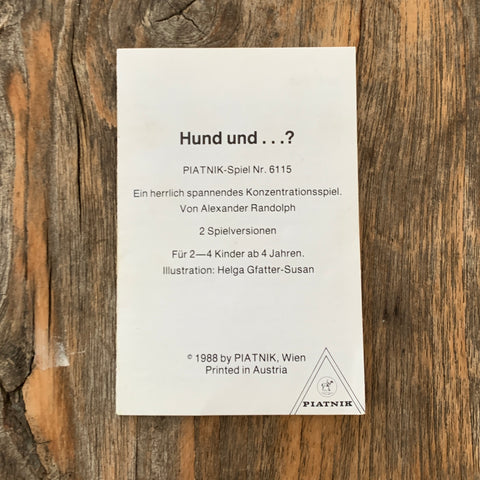 Hund und . . .?
PIATNIK-Spiel Nr. 6115
Ein herrlich spannendes Konzentrationsspiel.
Von Alexander Randolph
2 Spielversionen
Für 2—4 Kinder ab 4 Jahren.
Illustration: Helga Gfatter-Susan
© 1988 by PIATNIK, Wien
Printed in Austria
PIATNIK